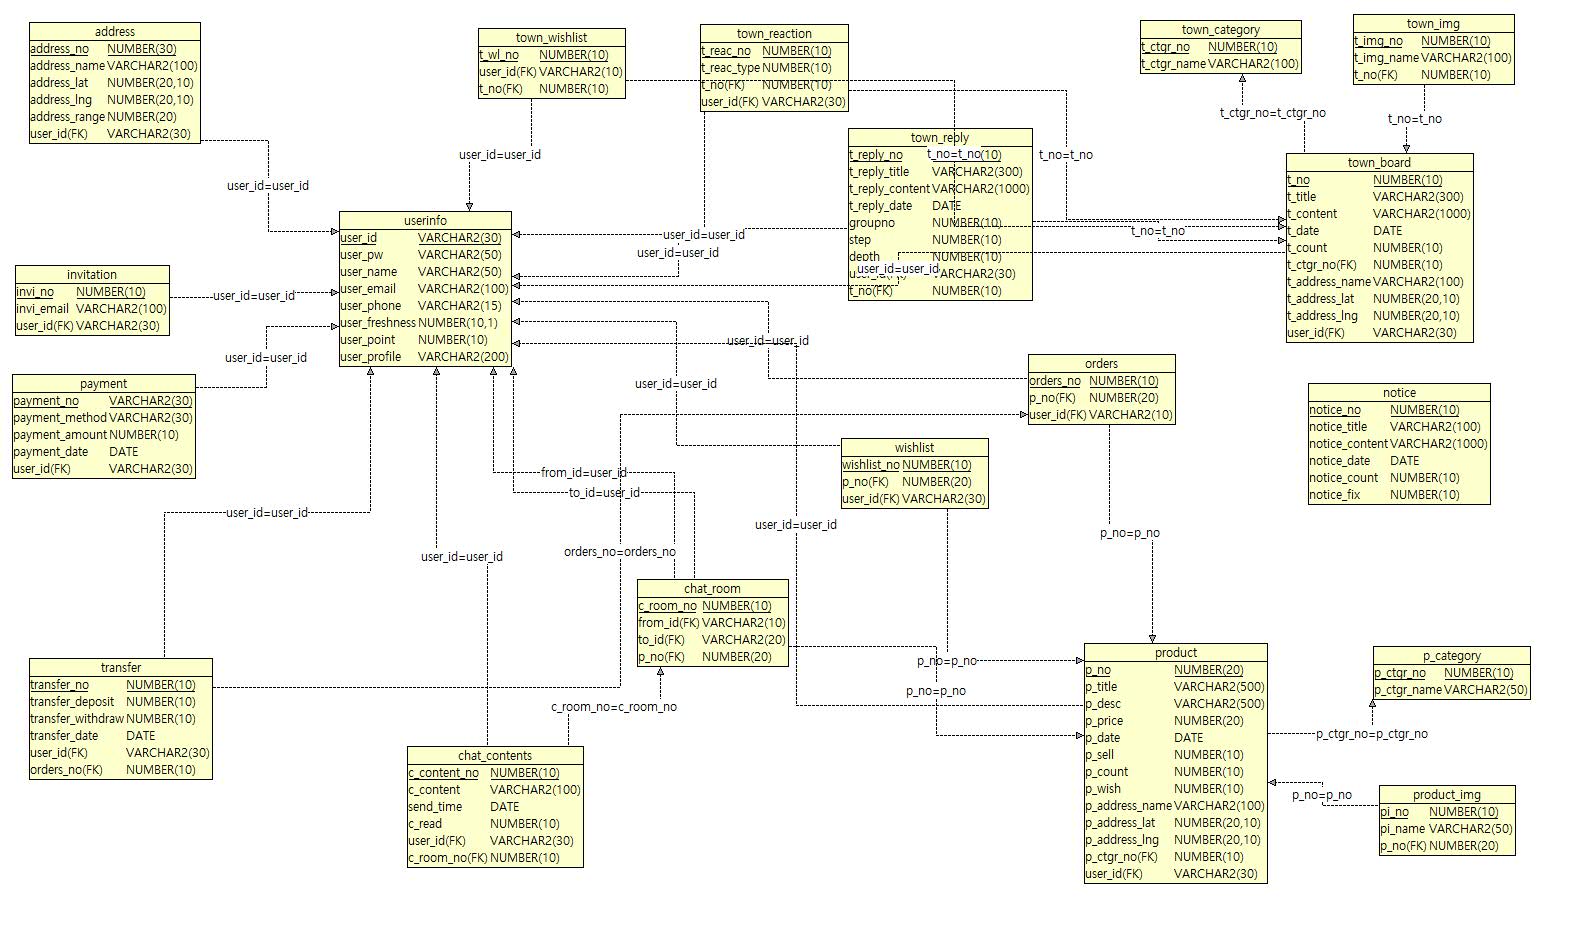 address
address_no NUMBER(30)
address_name VARCHAR2(100)
address_lat NUMBER(20,10)
address_lng NUMBER(20,10)
address_range NUMBER(20)
user_id(FK) VARCHAR2(30)
town_wishlist
t_wl_no NUMBER(10)
user_id(FK) VARCHAR2(10)
t_no(FK) NUMBER(10)
town_reaction
t_reac_no NUMBER(10)
t_reac_type NUMBER(10)
t_no(FK) NUMBER(10)
user_id(FK) VARCHAR2(30)
town_category
t_ctgr_no NUMBER(10)
t_ctgr_name VARCHAR2(100)
town_img
t_img_no NUMBER(10)
t_img_name VARCHAR2(100)
t_no(FK) NUMBER(10)
t_ctgr_no=t_ctgr_no
t_no=t_no
user_id=user_id
user_id=user_id
town_reply
t_reply_no (10)
t_reply_title VARCHAR2(300)
t_reply_content VARCHAR2(1000)
t_reply_date DATE
groupno NUMBER(10)
step NUMBER(10)
depth NUMBER(10)
VARCHAR2(30)
t_no(FK) NUMBER(10)
t_no=t_no
t_no=t_no
t_no=t_no
user_id=user_id
user_id=user_id
user_id=user_id
town_board
t_no NUMBER(10)
t_title VARCHAR2(300)
t_content VARCHAR2(1000)
t_date DATE
t_count NUMBER(10)
t_ctgr_no(FK) NUMBER(10)
t_address_name VARCHAR2(100)
t_address_lat NUMBER(20,10)
t_address_lng NUMBER(20,10)
user_id(FK) VARCHAR2(30)
userinfo
user_id VARCHAR2(30)
user_pw VARCHAR2(50)
user_name VARCHAR2(50)
user_email VARCHAR2(100)
user_phone VARCHAR2(15)
user_freshness NUMBER(10,1)
user_point NUMBER(10)
user_profile VARCHAR2(200)
invitation
invi_no NUMBER(10)
invi_email VARCHAR2(100)
user_id(FK) VARCHAR2(30)
user_id=user_id
user_id=user_id
payment
payment_no VARCHAR2(30)
payment_method VARCHAR2(30)
payment_amount NUMBER(10)
payment_date DATE
user_id(FK) VARCHAR2(30)
user_id=user_id
user_id=user_id
orders
orders_no NUMBER(10)
p_no(FK) NUMBER(20)
user_id(FK) VARCHAR2(10)
notice
notice_no NUMBER(10)
notice_title VARCHAR2(100)
notice_content VARCHAR2(1000)
notice_date DATE
notice_count NUMBER(10)
notice_fix NUMBER(10)
wishlist
wishlist_no NUMBER(10)
p_no(FK) NUMBER(20)
user_id(FK) VARCHAR2(30)
from_id=user_id
to_id=user_id
user_id=user_id
user_id=user_id
p_no=p_no
orders_no=orders_no
user_id=user_id
chat_room
c_room_no NUMBER(10)
from_id(FK) VARCHAR2(10)
to_id(FK) VARCHAR2(20)
p_no(FK) NUMBER(20)
p_no=p_no
p_no=p_no
c_room_no=c_room_no
transfer
transfer_no NUMBER(10)
transfer_deposit NUMBER(10)
transfer_withdraw NUMBER(10)
transfer_date DATE
user_id(FK) VARCHAR2(30)
orders_no(FK) NUMBER(10)
chat_contents
c_content_no NUMBER(10)
c_content VARCHAR2(100)
send_time DATE
c_read NUMBER(10)
user_id(FK) VARCHAR2(30)
c_room_no(FK) NUMBER(10)
product
p_no NUMBER(20)
p_title VARCHAR2(500)
p_desc VARCHAR2(500)
p_price NUMBER(20)
p_date DATE
p_sell NUMBER(10)
p_count NUMBER(10)
p_wish NUMBER(10)
p_address_name VARCHAR2(100)
p_address_lat NUMBER(20,10)
p_address_lng NUMBER(20,10)
p_ctgr_no(FK) NUMBER(10)
user_id(FK) VARCHAR2(30)
p_category
p_ctgr_no NUMBER(10)
p_ctgr_name VARCHAR2(50)
p_ctgr_no=p_ctgr_no
p_no=p_no
product_img
pi_no NUMBER(10)
pi_name VARCHAR2(50)
p_no(FK) NUMBER(20)